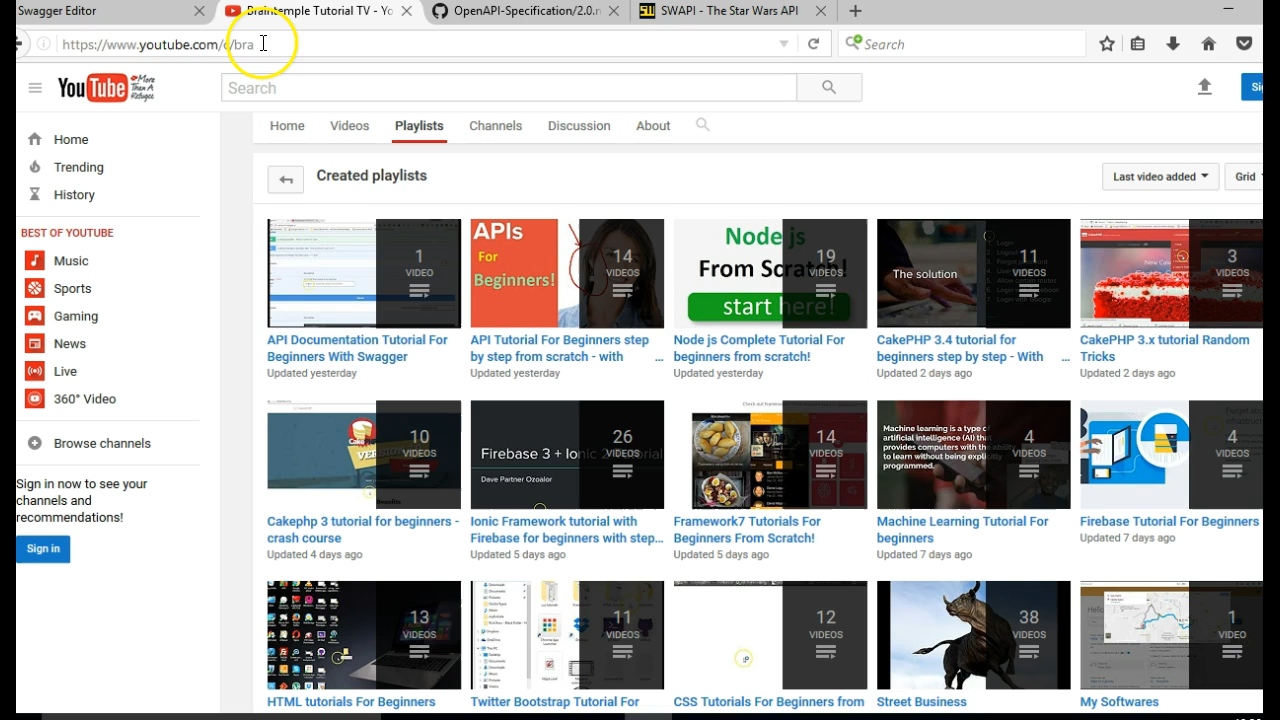 Swagger Editor
Braintemple Tutorial TV - Yo
OpenAPI-Specification/2.0.n
SWAPI - The Star Wars API
https://www.youtube.com/c/bra
Search
YouTube
More Than A Refugee
Search
Home
Videos
Playlists
Channels
Discussion
About
Home
Trending
History
BEST OF YOUTUBE
Music
Sports
Gaming
News
Live
360° Video
Browse channels
Sign in now to see your
channels and
recommendations!
Sign in
Created playlists
Last video added
Grid
1
VIDEO
API Documentation Tutorial For
Beginners With Swagger
Updated yesterday
APIs
For
Beginners!
14
VIDEOS
API Tutorial For Beginners step
by step from scratch - with ...
Updated yesterday
Node js
From Scratch!
start here!
19
VIDEOS
Node js Complete Tutorial For
beginners from scratch!
Updated yesterday
The solution
11
VIDEOS
CakePHP 3.4 tutorial for
beginners step by step - With ...
Updated 2 days ago
3
VIDEOS
CakePHP 3.x tutorial Random
Tricks
Updated 2 days ago
10
VIDEOS
Cakephp 3 tutorial for beginners -
crash course
Updated 4 days ago
Firebase 3 + Ionic 2 tutorial
Dave Partner Ozoalor
26
VIDEOS
Ionic Framework tutorial with
Firebase for beginners with step...
Updated 5 days ago
14
VIDEOS
Framework7 Tutorials For
Beginners From Scratch!
Updated 5 days ago
Machine learning is a type of
artificial intelligence (AI) that
provides computers with the ability
to learn without being explicitly
programmed.
4
VIDEOS
Machine Learning Tutorial For
beginners
Updated 7 days ago
4
VIDEOS
Firebase Tutorial For Beginners
Updated 7 days ago
13
VIDEOS
HTML tutorials For Beginners
11
VIDEOS
Twitter Bootstrap Tutorial For
12
VIDEOS
CSS Tutorials For Beginners from
38
VIDEOS
Street Business
1
VIDEO
My Softwares